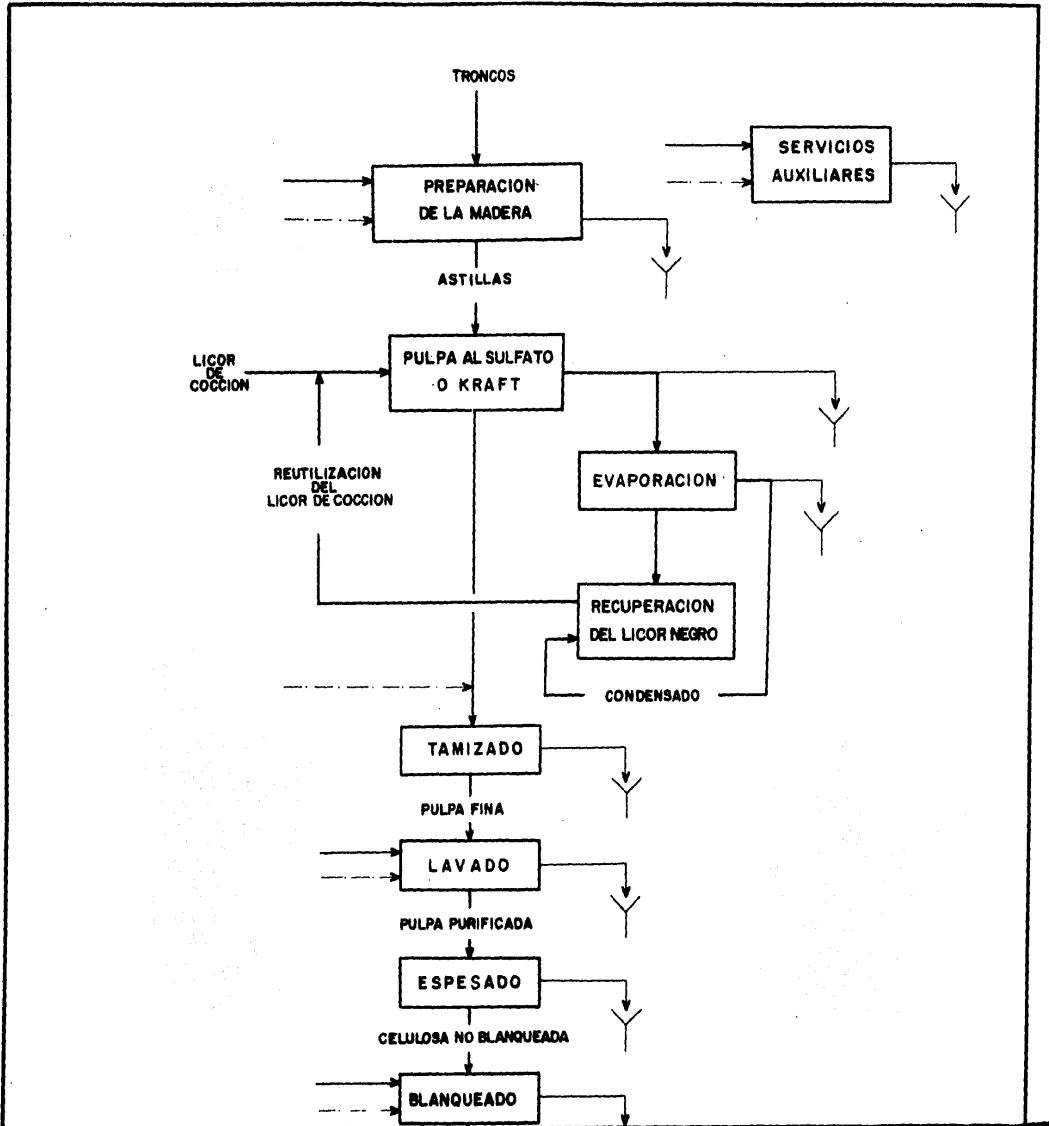 TRONCOS
PREPARACION
DE LA MADERA
SERVICIOS
AUXILIARES
ASTILLAS
LICOR
DE
COCCION
PULPA AL SULFATO
O KRAFT
REUTILIZACION
DEL
LICOR DE COCCION
EVAPORACION
RECUPERACION
DEL LICOR NEGRO
CONDENSADO
TAMIZADO
PULPA FINA
LAVADO
PULPA PURIFICADA
ESPESADO
CELULOSA NO BLANQUEADA
BLANQUEADO